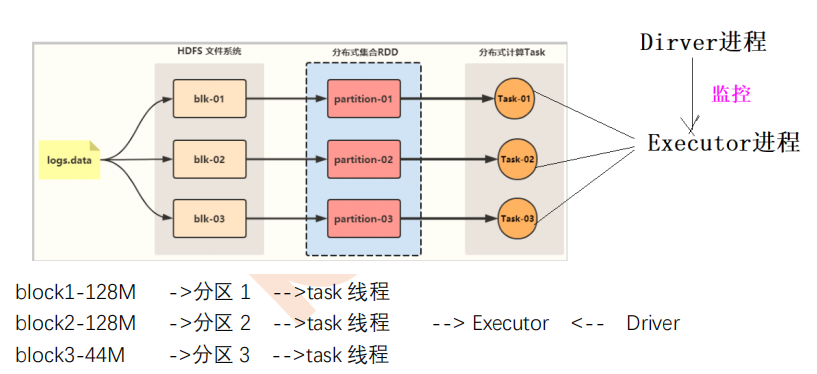 HDFS 文件系统
分布式集合RDD
分布式计算Task
Dirver进程
监控
Executor进程
logs.data
blk-01
partition-01
Task-01
blk-02
partition-02
Task-02
blk-03
partition-03
Task-03
block1-128M ->分区 1 -->task 线程
block2-128M ->分区 2 -->task 线程 --> Executor <-- Driver
block3-44M ->分区 3 -->task 线程